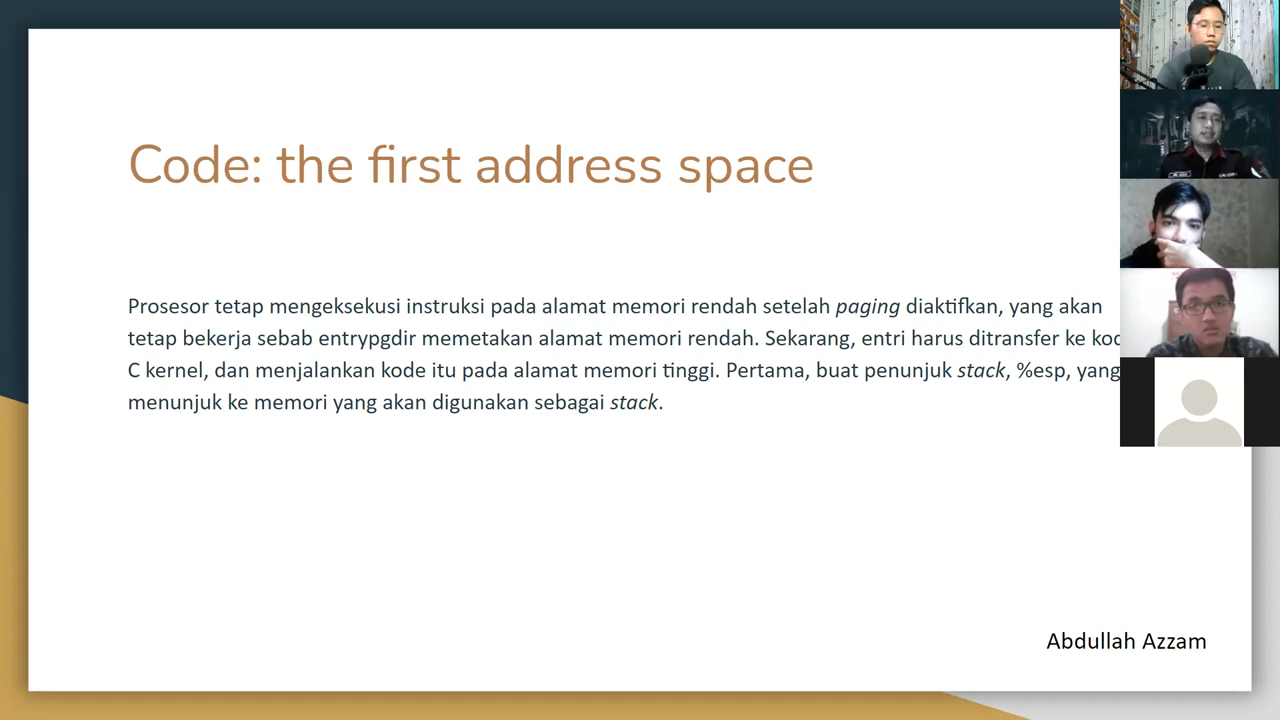 Code: the first address space
Prosesor tetap mengeksekusi instruksi pada alamat memori rendah setelah paging diaktifkan, yang akan
tetap bekerja sebab entrypgdir memetakan alamat memori rendah. Sekarang, entri harus ditransfer ke
C kernel, dan menjalankan kode itu pada alamat memori tinggi. Pertama, buat penunjuk stack, %esp, yang
menunjuk ke memori yang akan digunakan sebagai stack.
Abdullah Azzam